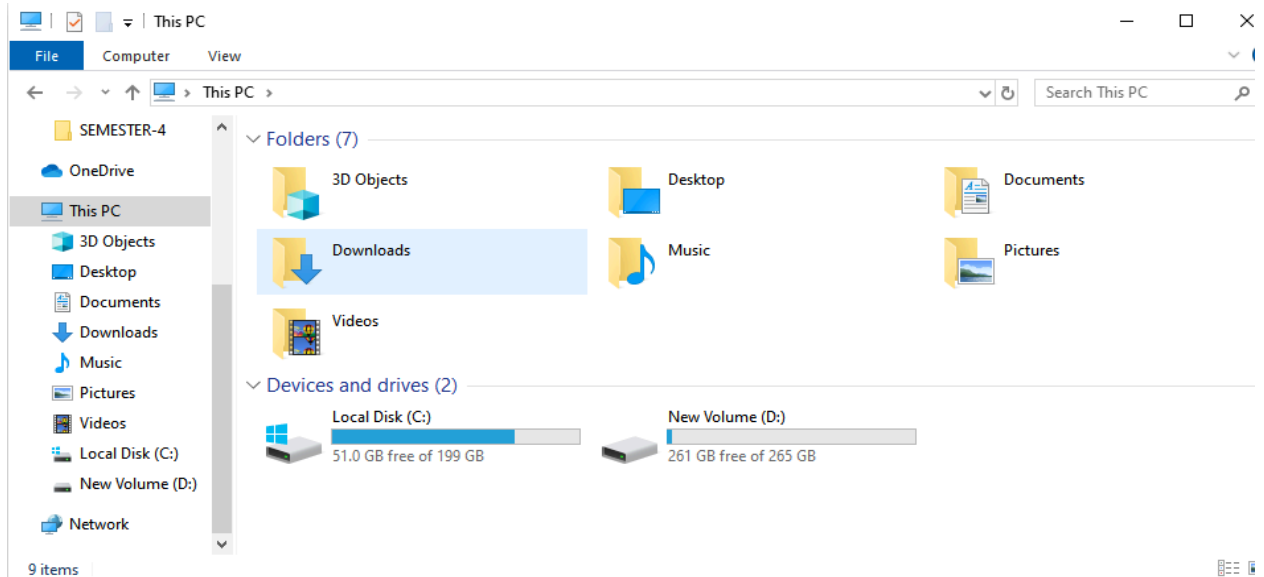 This PC
File Computer View
This PC
Search This PC
SEMESTER-4
OneDrive
This PC
3D Objects
Desktop
Documents
Downloads
Music
Pictures
Videos
Local Disk (C:)
New Volume (D:)
Network
Folders (7)
3D Objects
Desktop
Documents
Downloads
Music
Pictures
Videos
Devices and drives (2)
Local Disk (C:)
51.0 GB free of 199 GB
New Volume (D:)
261 GB free of 265 GB
9 items